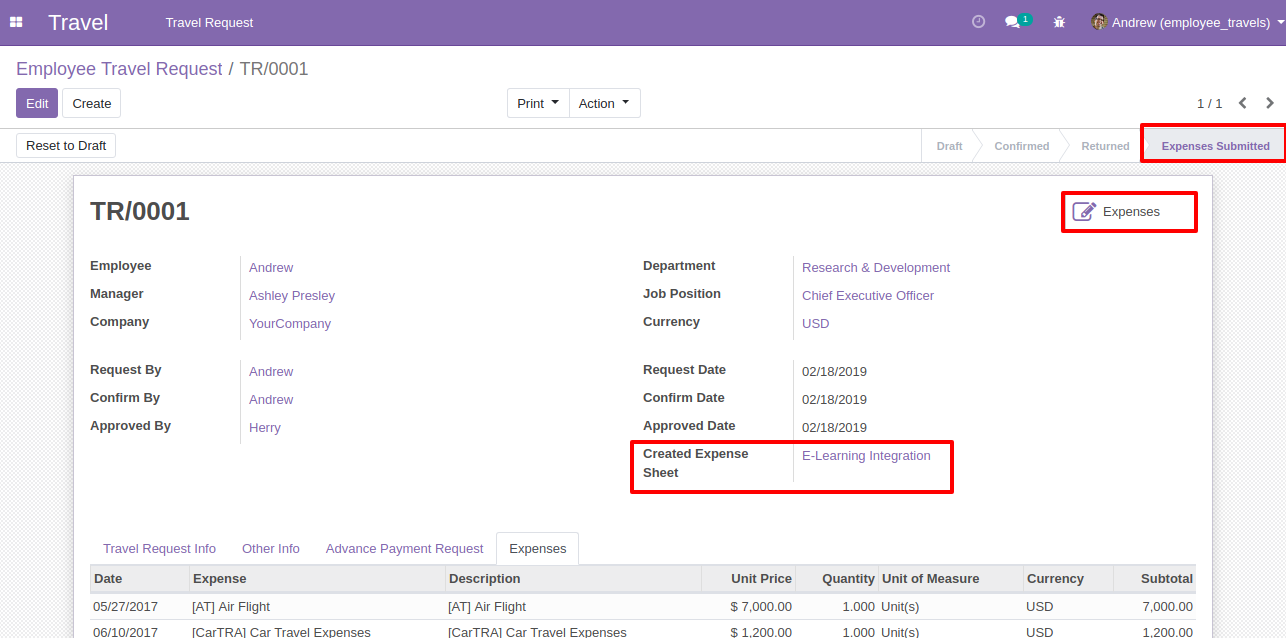 Travel Travel Request 1 Andrew (employee_travels)
Employee Travel Request / TR/0001
Edit Create Print Action 1 / 1
Reset to Draft Draft Confirmed Returned Expenses Submitted
TR/0001 Expenses
Employee Andrew Department Research & Development
Manager Ashley Presley Job Position Chief Executive Officer
Company YourCompany Currency USD
Request By Andrew Request Date 02/18/2019
Confirm By Andrew Confirm Date 02/18/2019
Approved By Herry Approved Date 02/18/2019
Created Expense E-Learning Integration
Sheet
Travel Request Info Other Info Advance Payment Request Expenses
Date Expense Description Unit Price Quantity Unit of Measure Currency Subtotal
05/27/2017 [AT] Air Flight [AT] Air Flight $ 7,000.00 1.000 Unit(s) USD 7,000.00
06/10/2017 [CarTRA] Car Travel Expenses [CarTRA] Car Travel Expenses $ 1,200.00 1.000 Unit(s) USD 1,200.00